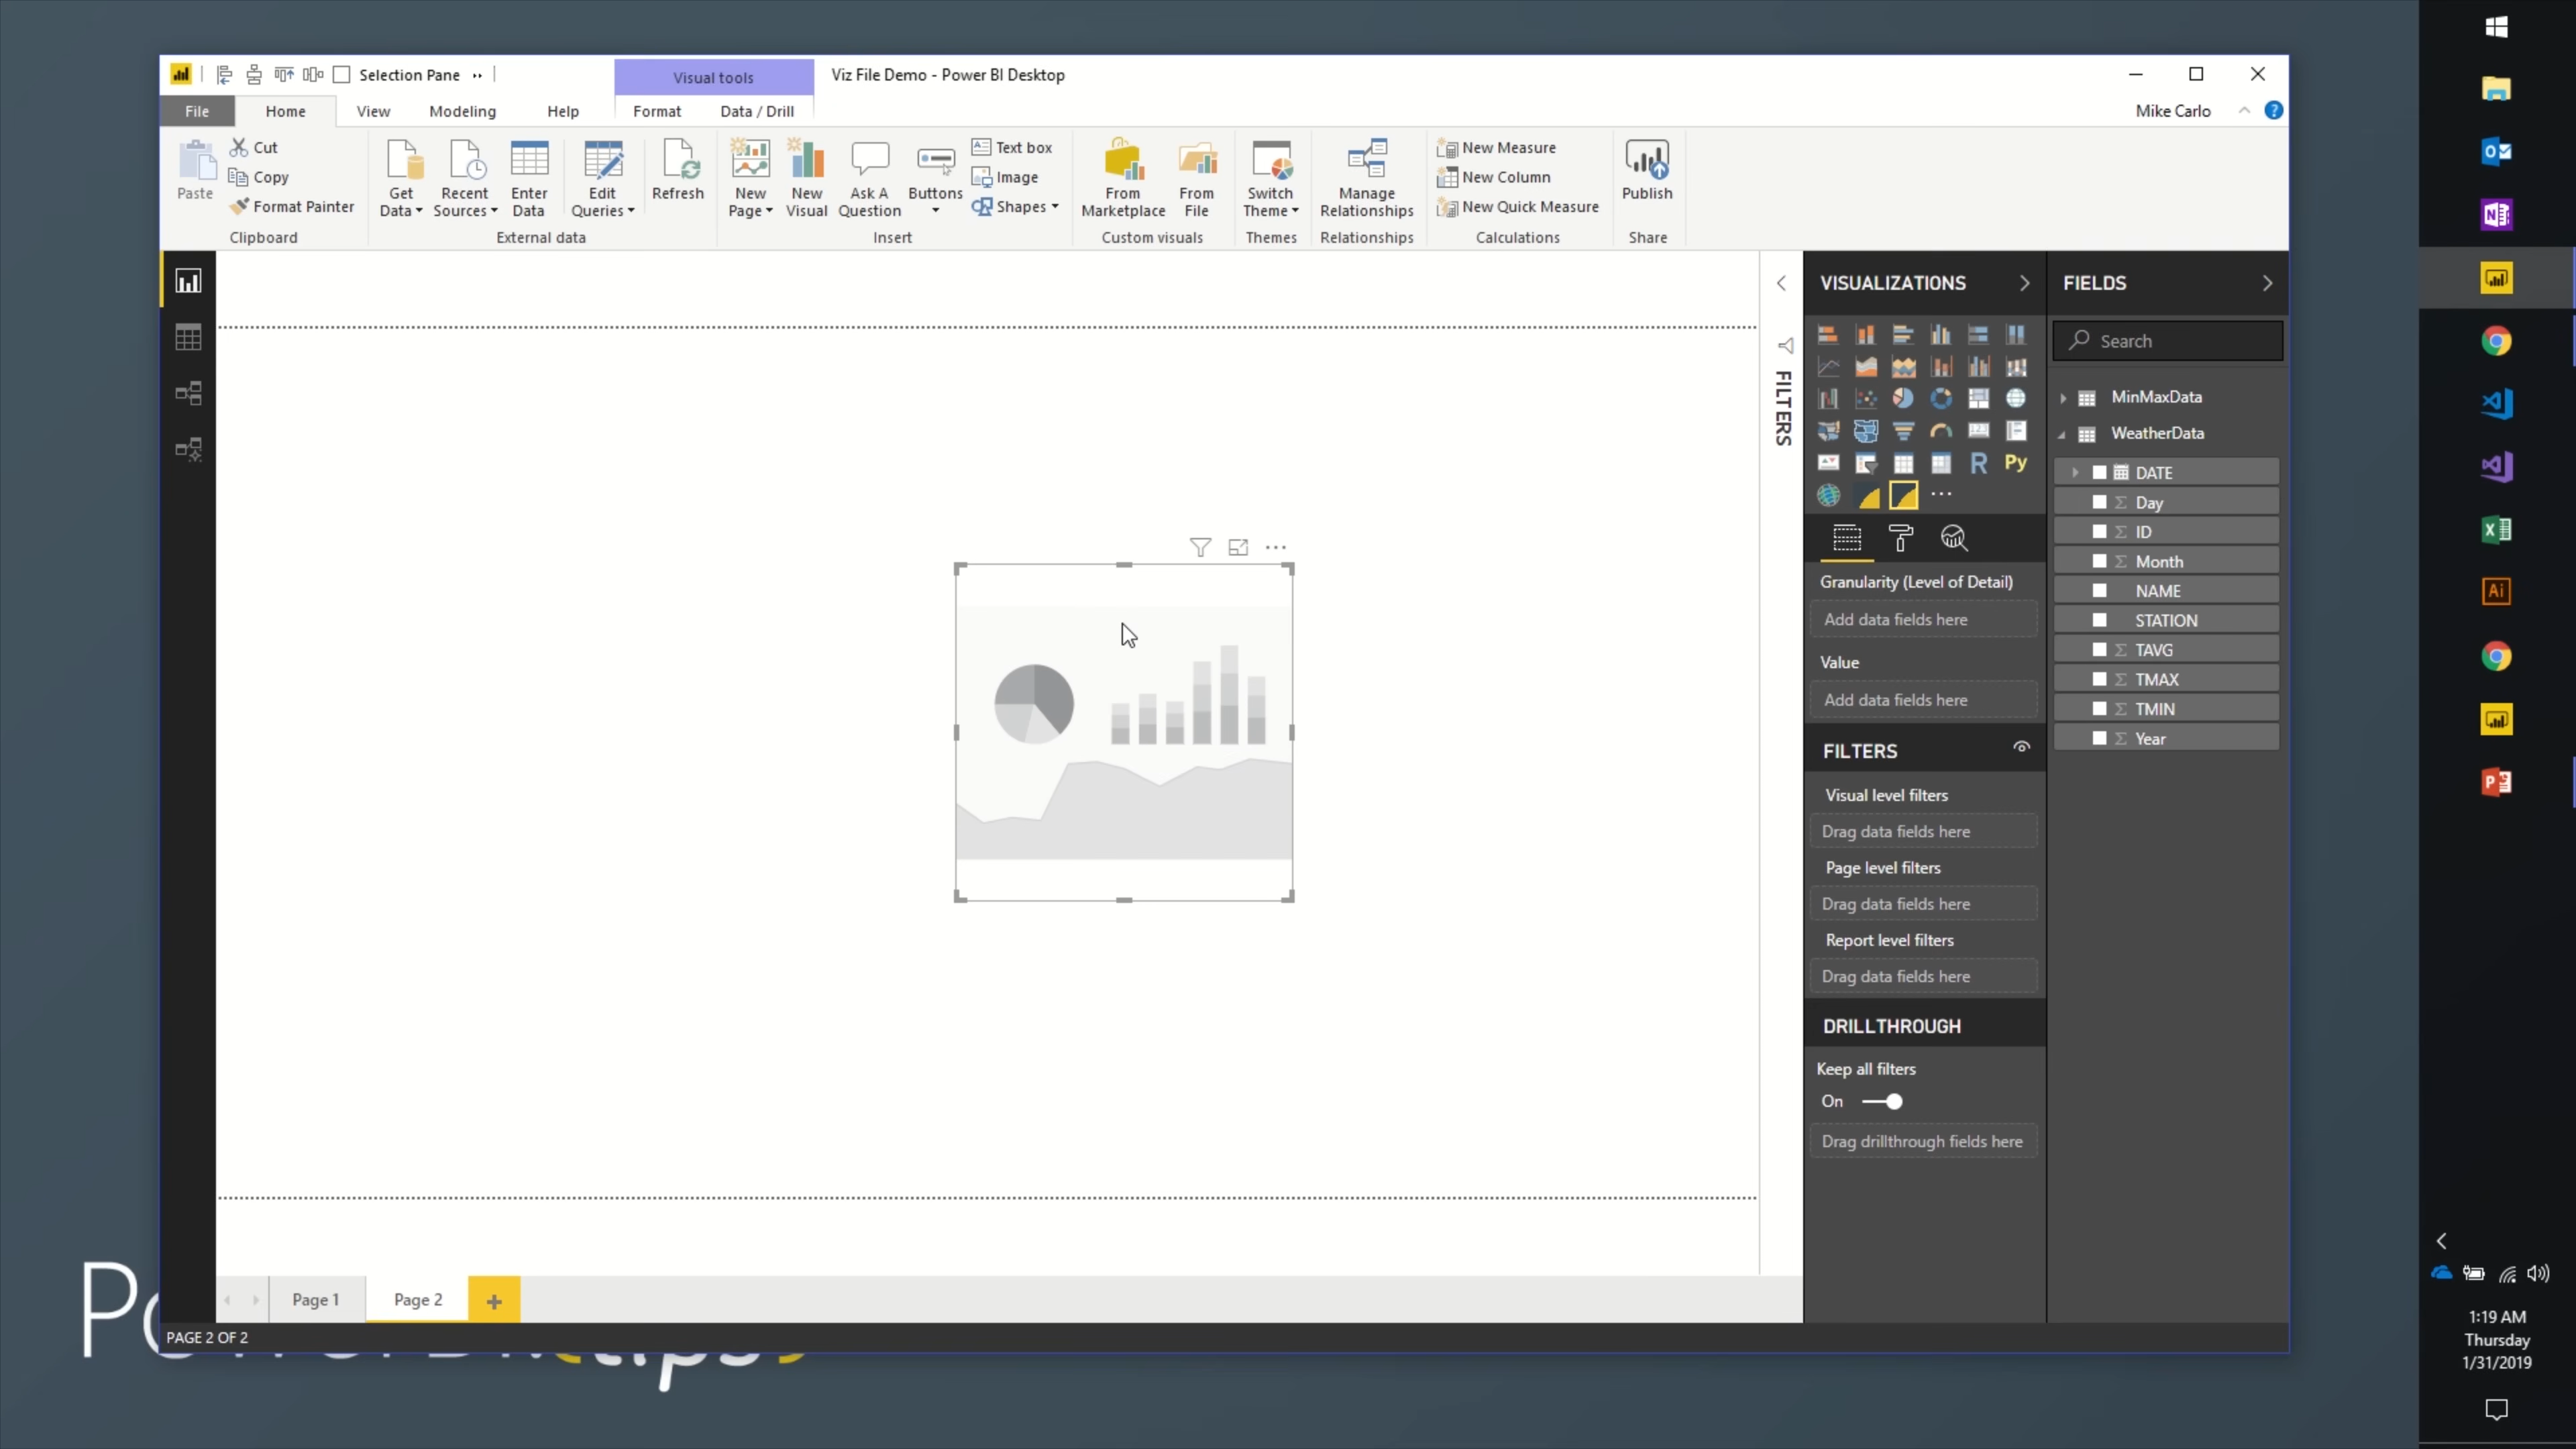 Selection Pane
Visual tools
Viz File Demo - Power BI Desktop
File
Home
View
Modeling
Help
Format
Data / Drill
Mike Carlo
?
Paste
Cut
Copy
Format Painter
Clipboard
Get
Data
Recent
Sources
Enter
Data
Edit
Queries
Refresh
External data
New
Page
New
Visual
Ask A
Question
Buttons
Text box
Image
Shapes
Insert
From
Marketplace
From
File
Custom visuals
Switch
Theme
Themes
Manage
Relationships
Relationships
New Measure
New Column
New Quick Measure
Calculations
Publish
Share
FILTERS
VISUALIZATIONS
R
Py
Granularity (Level of Detail)
Add data fields here
Value
Add data fields here
FILTERS
Visual level filters
Drag data fields here
Page level filters
Drag data fields here
Report level filters
Drag data fields here
DRILLTHROUGH
Keep all filters
On
Drag drillthrough fields here
FIELDS
Search
MinMaxData
WeatherData
DATE
Σ Day
Σ ID
Σ Month
NAME
STATION
Σ TAVG
Σ TMAX
Σ TMIN
Σ Year
Page 1
Page 2
+
PAGE 2 OF 2
Ai
1:19 AM
Thursday
1/31/2019